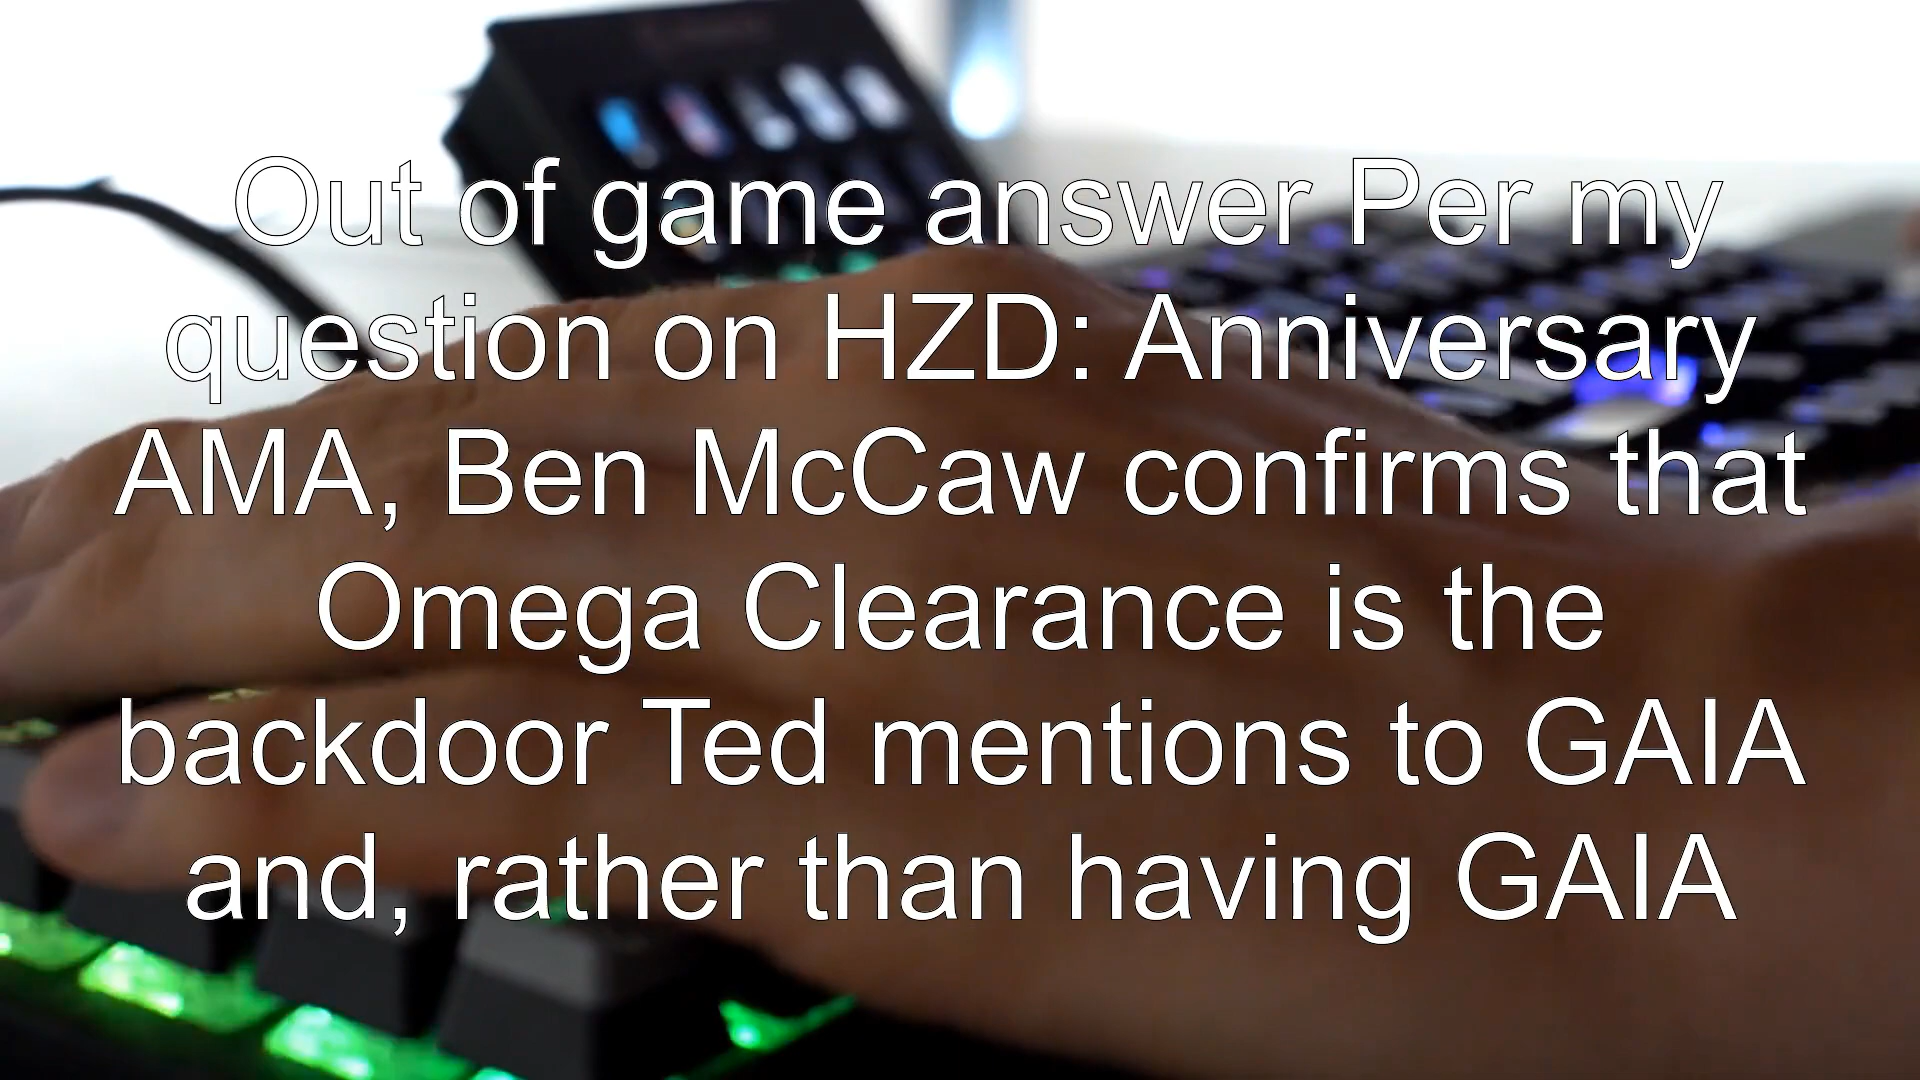 Out of game answer Per my
question on HZD: Anniversary
AMA, Ben McCaw confirms that
Omega Clearance is the
backdoor Ted mentions to GAIA
and, rather than having GAIA